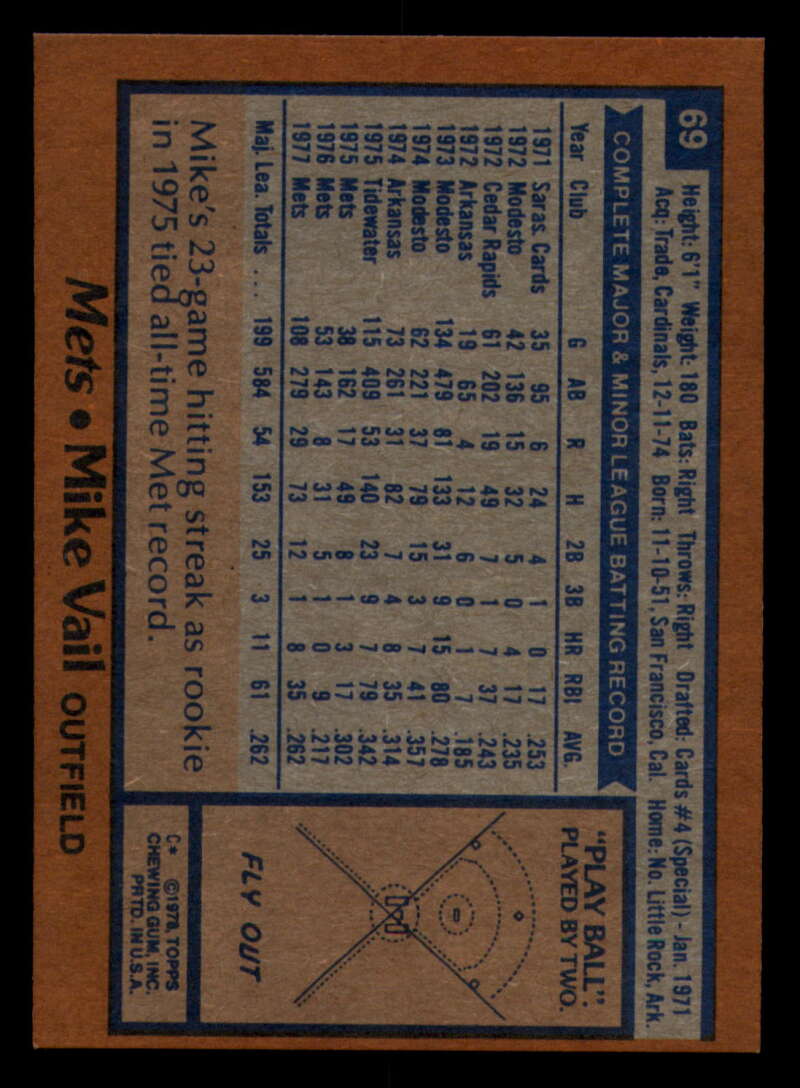 69
Height: 6'1" Weight: 180 Bats: Right Throws: Right Drafted: Cards #4 (Special) - Jan. 1971
Acq: Trade, Cardinals, 12-11-74 Born: 11-10-51, San Francisco, Cal. Home: No. Little Rock, Ark.
COMPLETE MAJOR & MINOR LEAGUE BATTING RECORD
Year Club G AB R H 2B 3B HR RBI AVG.
1971 Saras. Cards 35 95 6 24 4 1 0 17 .253
1972 Modesto 42 136 15 32 5 0 4 17 .235
1972 Cedar Rapids 61 202 19 49 7 1 7 37 .243
1972 Arkansas 19 65 4 12 6 0 1 7 .185
1973 Modesto 134 479 81 133 31 9 15 80 .278
1974 Modesto 62 221 37 79 15 3 7 41 .357
1974 Arkansas 73 261 31 82 7 4 8 35 .314
1975 Tidewater 115 409 53 140 23 9 7 79 .342
1975 Mets 38 162 17 49 8 1 3 17 .302
1976 Mets 53 143 8 31 5 1 0 9 .217
1977 Mets 108 279 29 73 12 1 8 35 .262
Maj. Lea. Totals ... 199 584 54 153 25 3 11 61 .262
Mike's 23-game hitting streak as rookie
in 1975 tied all-time Met record.
"PLAY BALL":
PLAYED BY TWO.
FLY OUT
C* ©1978, TOPPS
CHEWING GUM, INC.
PRTD. IN U.S.A.
Mets • Mike Vail OUTFIELD